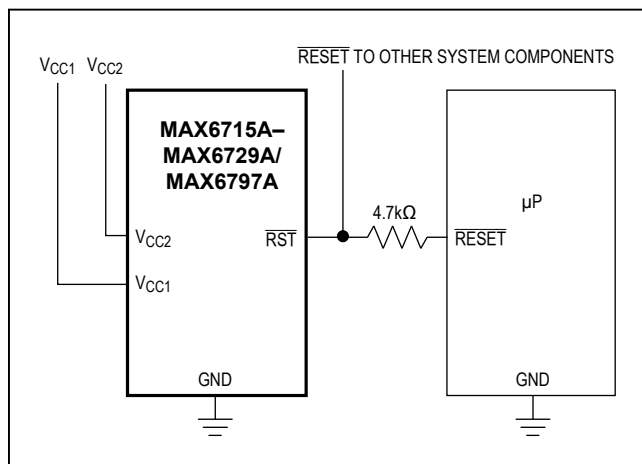 RESET TO OTHER SYSTEM COMPONENTS
VCC1 VCC2
MAX6715A–
MAX6729A/
MAX6797A
µP
4.7kΩ
VCC2
RST
RESET
VCC1
GND
GND